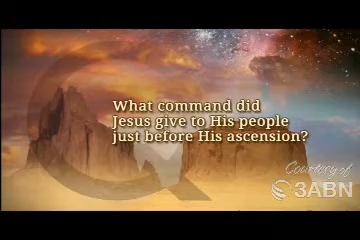 What command did
Jesus give to His people
just before His ascension?
Courtesy of
3ABN